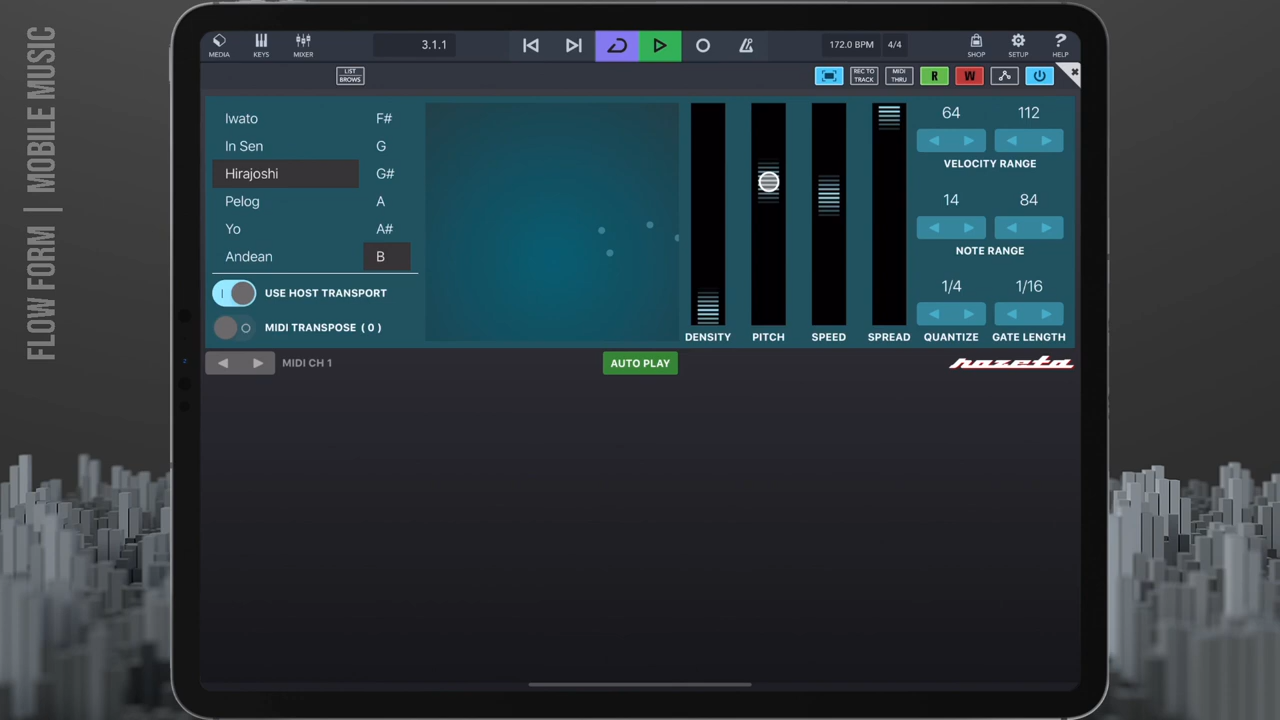 FLOW FORM | MOBILE MUSIC
MEDIA
KEYS
MIXER
3.1.1
172.0 BPM
4/4
SHOP
SETUP
HELP
LIST BROWS
REC TO TRACK
MIDI THRU
R
W
Iwato
F#
In Sen
G
Hirajoshi
G#
Pelog
A
Yo
A#
Andean
B
USE HOST TRANSPORT
MIDI TRANSPOSE ( 0 )
DENSITY
PITCH
SPEED
SPREAD
64
112
VELOCITY RANGE
14
84
NOTE RANGE
1/4
1/16
QUANTIZE
GATE LENGTH
MIDI CH 1
AUTO PLAY
rozeta